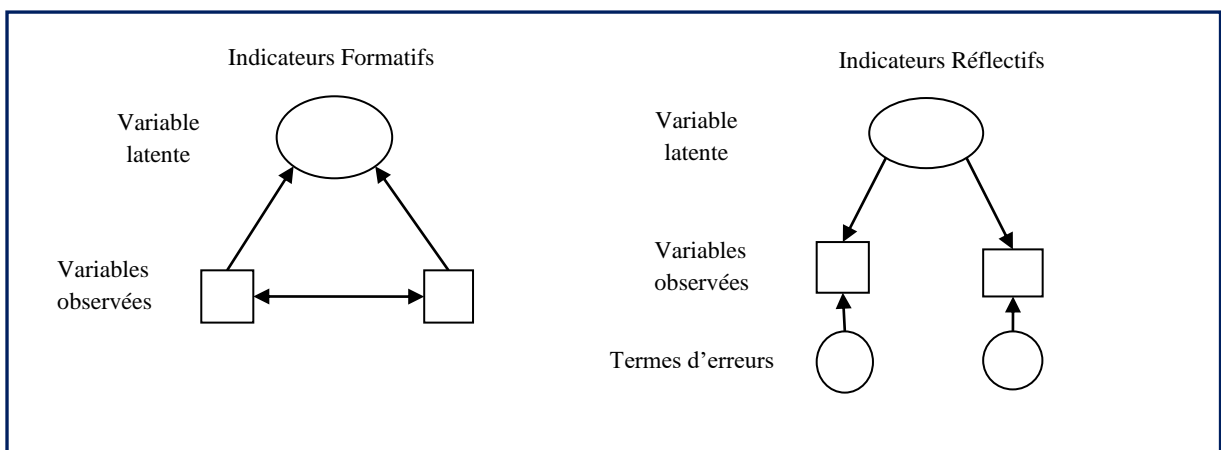 Indicateurs Formatifs
Variable
latente
Variables
observées
Indicateurs Réflectifs
Variable
latente
Variables
observées
Termes d’erreurs